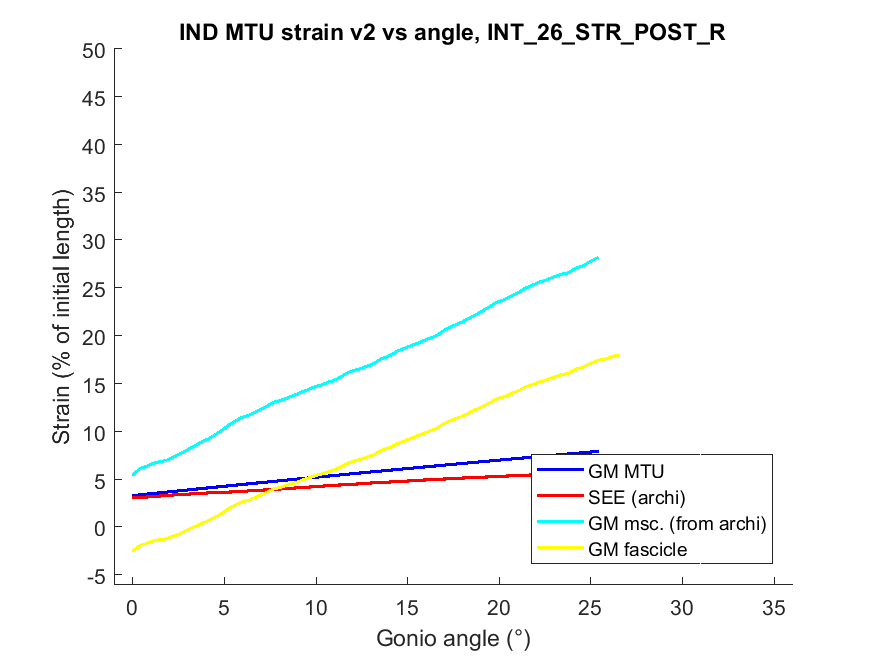 IND MTU strain v2 vs angle, INT_26_STR_POST_R
50
45
40
35
30
25
20
15
10
5
0
-5
Strain (% of initial length)
GM MTU
SEE (archi)
GM msc. (from archi)
GM fascicle
0 5 10 15 20 25 30 35
Gonio angle (°)